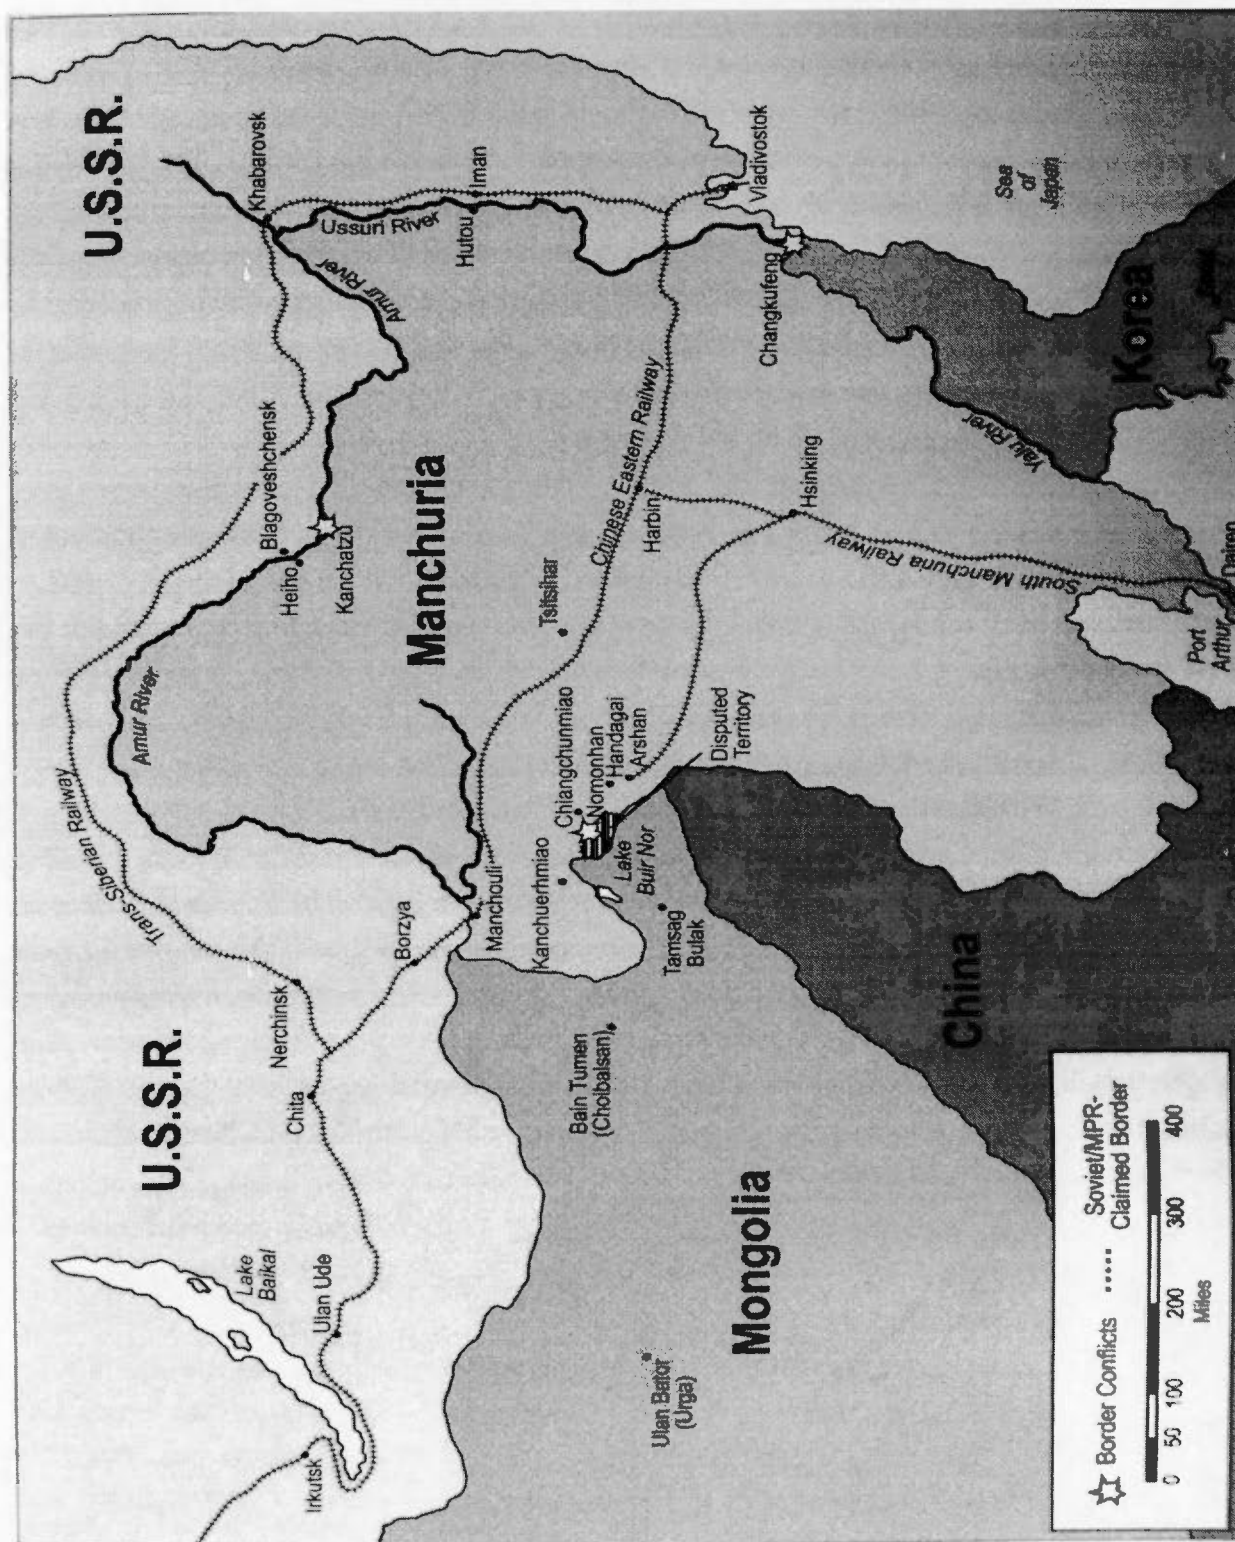 U.S.S.R.
U.S.S.R.
Trans-Siberian Railway
Amur River
Lake
Baikal
Irkutsk
Ulan Ude
Chita
Nerchinsk
Borzya
Blagoveshchensk
Heiho
Kanchatzu
Khabarovsk
Amur River
Ussuri River
Iman
Hutou
Manchuria
Manchouli
Tsitsihar
Chinese Eastern Railway
Harbin
Kanchuerhmiao
Chiangchunmiao
Nomonhan
Handagai
Arshan
Lake
Buir Nor
Tamsag
Bulak
Disputed
Territory
Bain Tumen
(Choibalsan)
Ulan Bator
(Urga)
Mongolia
Hsinking
South Manchuria Railway
Changkufeng
Vladivostok
Sea
of
Japan
Yalu River
Korea
China
Port
Arthur
Dairen
Border Conflicts
Soviet/MPR-
Claimed Border
0 50 100 200 300 400
Miles